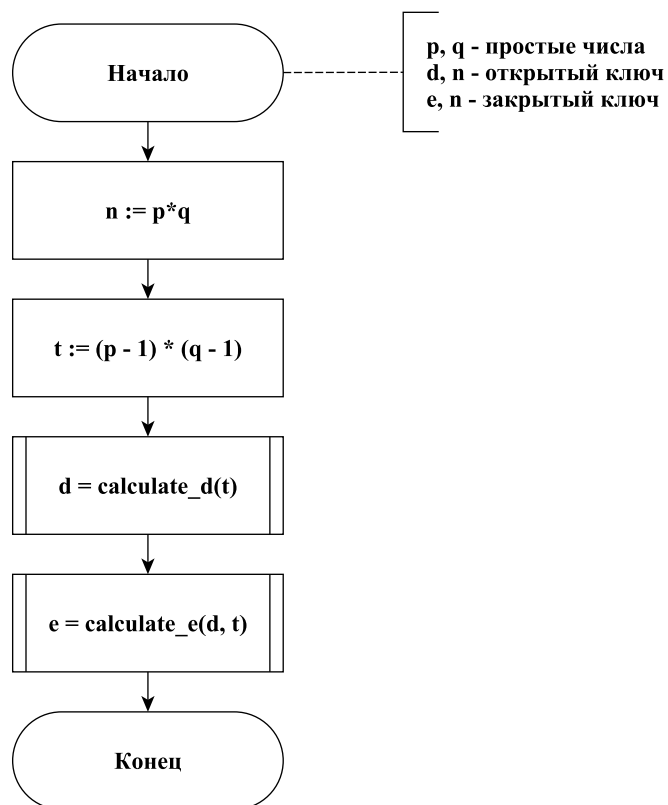 Начало
p, q - простые числа
d, n - открытый ключ
e, n - закрытый ключ
n := p*q
t := (p - 1) * (q - 1)
d = calculate_d(t)
e = calculate_e(d, t)
Конец